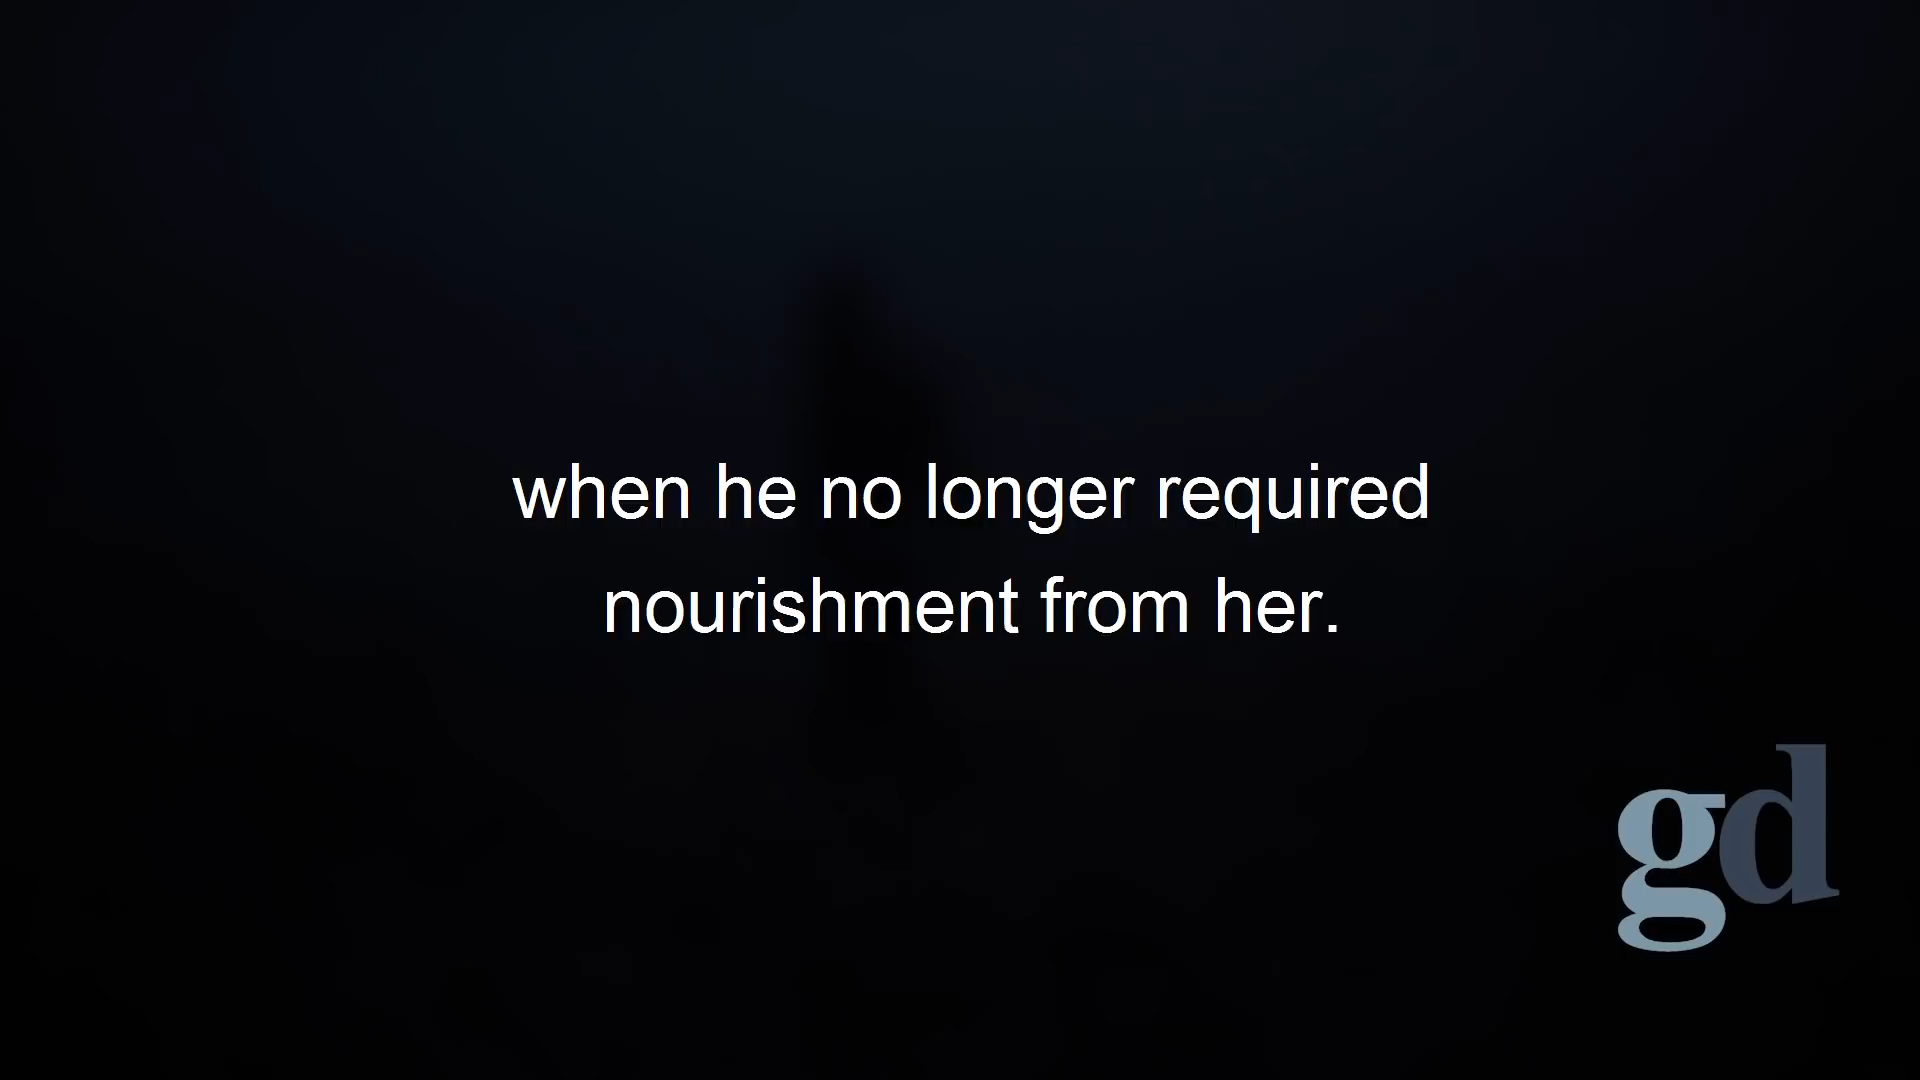 when he no longer required
nourishment from her.
gd